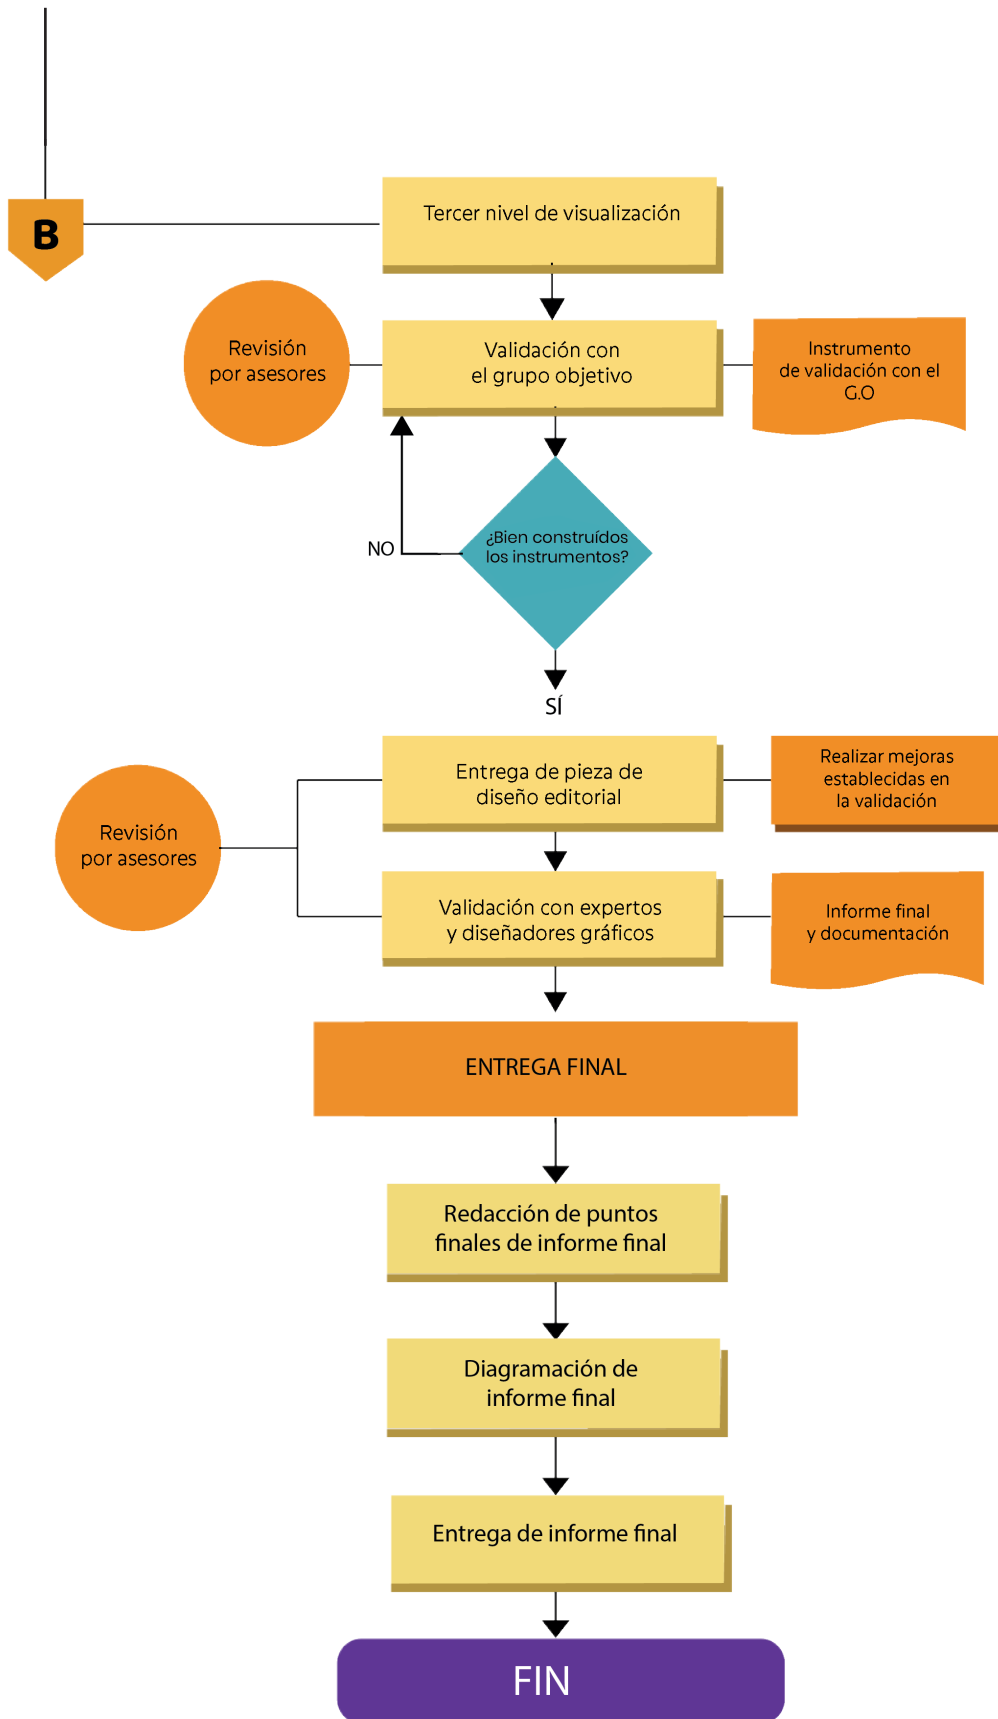 B
Tercer nivel de visualización
Revisión
por asesores
Validación con
el grupo objetivo
Instrumento
de validación con el
G.O
¿Bien construídos
los instrumentos?
NO
SÍ
Revisión
por asesores
Entrega de pieza de
diseño editorial
Realizar mejoras
establecidas en
la validación
Validación con expertos
y diseñadores gráficos
Informe final
y documentación
ENTREGA FINAL
Redacción de puntos
finales de informe final
Diagramación de
informe final
Entrega de informe final
FIN